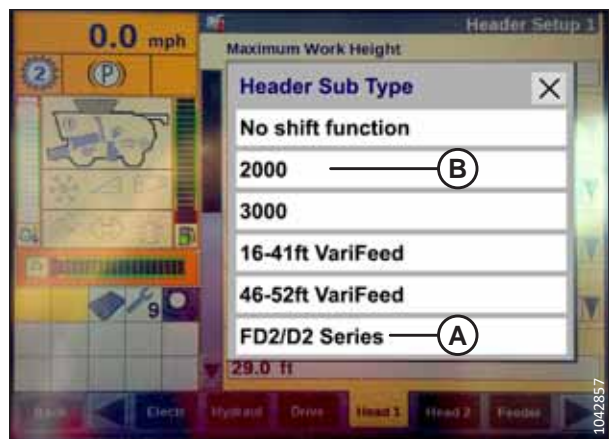 0.0 mph
Header Setup 1
Maximum Work Height
2
P
Header Sub Type
No shift function
2000
B
3000
16-41ft VariFeed
46-52ft VariFeed
9
FD2/D2 Series
A
29.0 ft
Back
Electr
Hydraul
Drive
Head 1
Head 2
Feeder
1042857